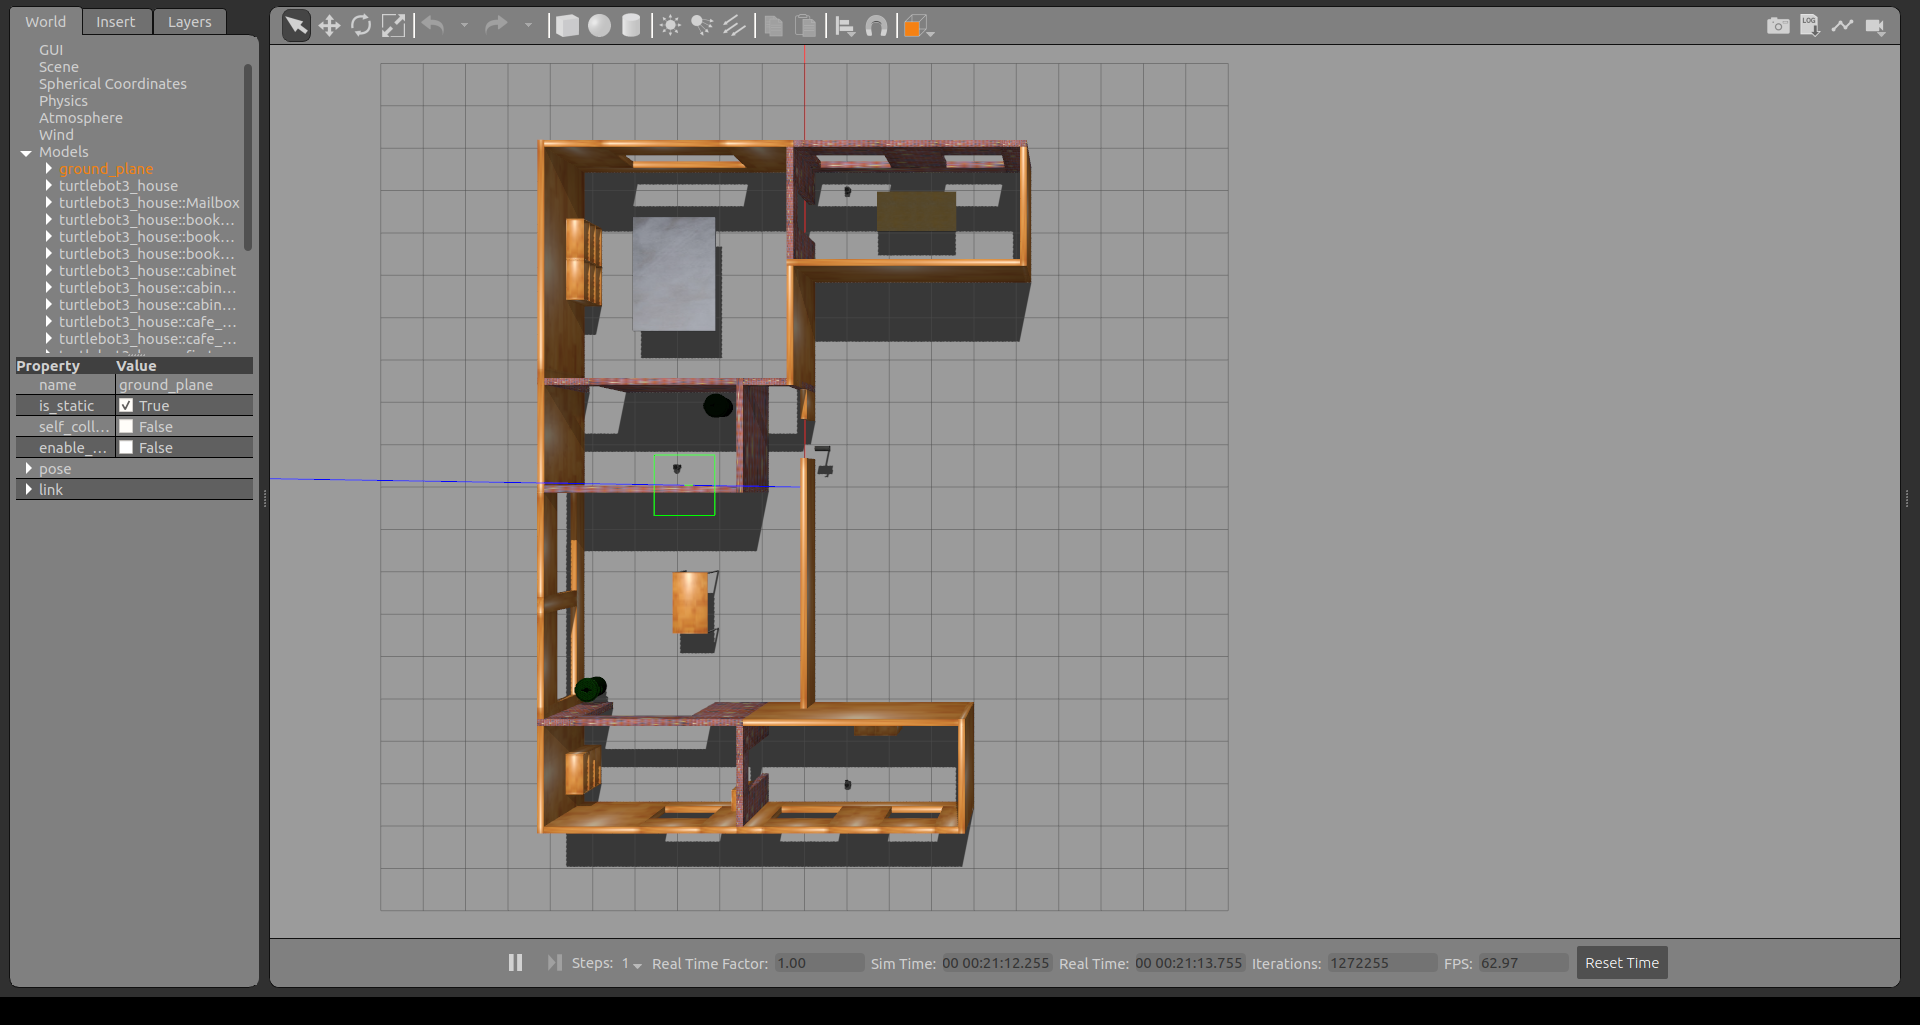 World Insert Layers
GUI
Scene
Spherical Coordinates
Physics
Atmosphere
Wind
Models
ground_plane
turtlebot3_house
turtlebot3_house::Mailbox
turtlebot3_house::book...
turtlebot3_house::book...
turtlebot3_house::book...
turtlebot3_house::cabinet
turtlebot3_house::cabin...
turtlebot3_house::cabin...
turtlebot3_house::cafe_...
turtlebot3_house::cafe_...
Property Value
name ground_plane
is_static True
self_coll... False
enable_... False
pose
link
LOG
Steps: 1 Real Time Factor: 1.00 Sim Time: 00 00:21:12.255 Real Time: 00 00:21:13.755 Iterations: 1272255 FPS: 62.97 Reset Time